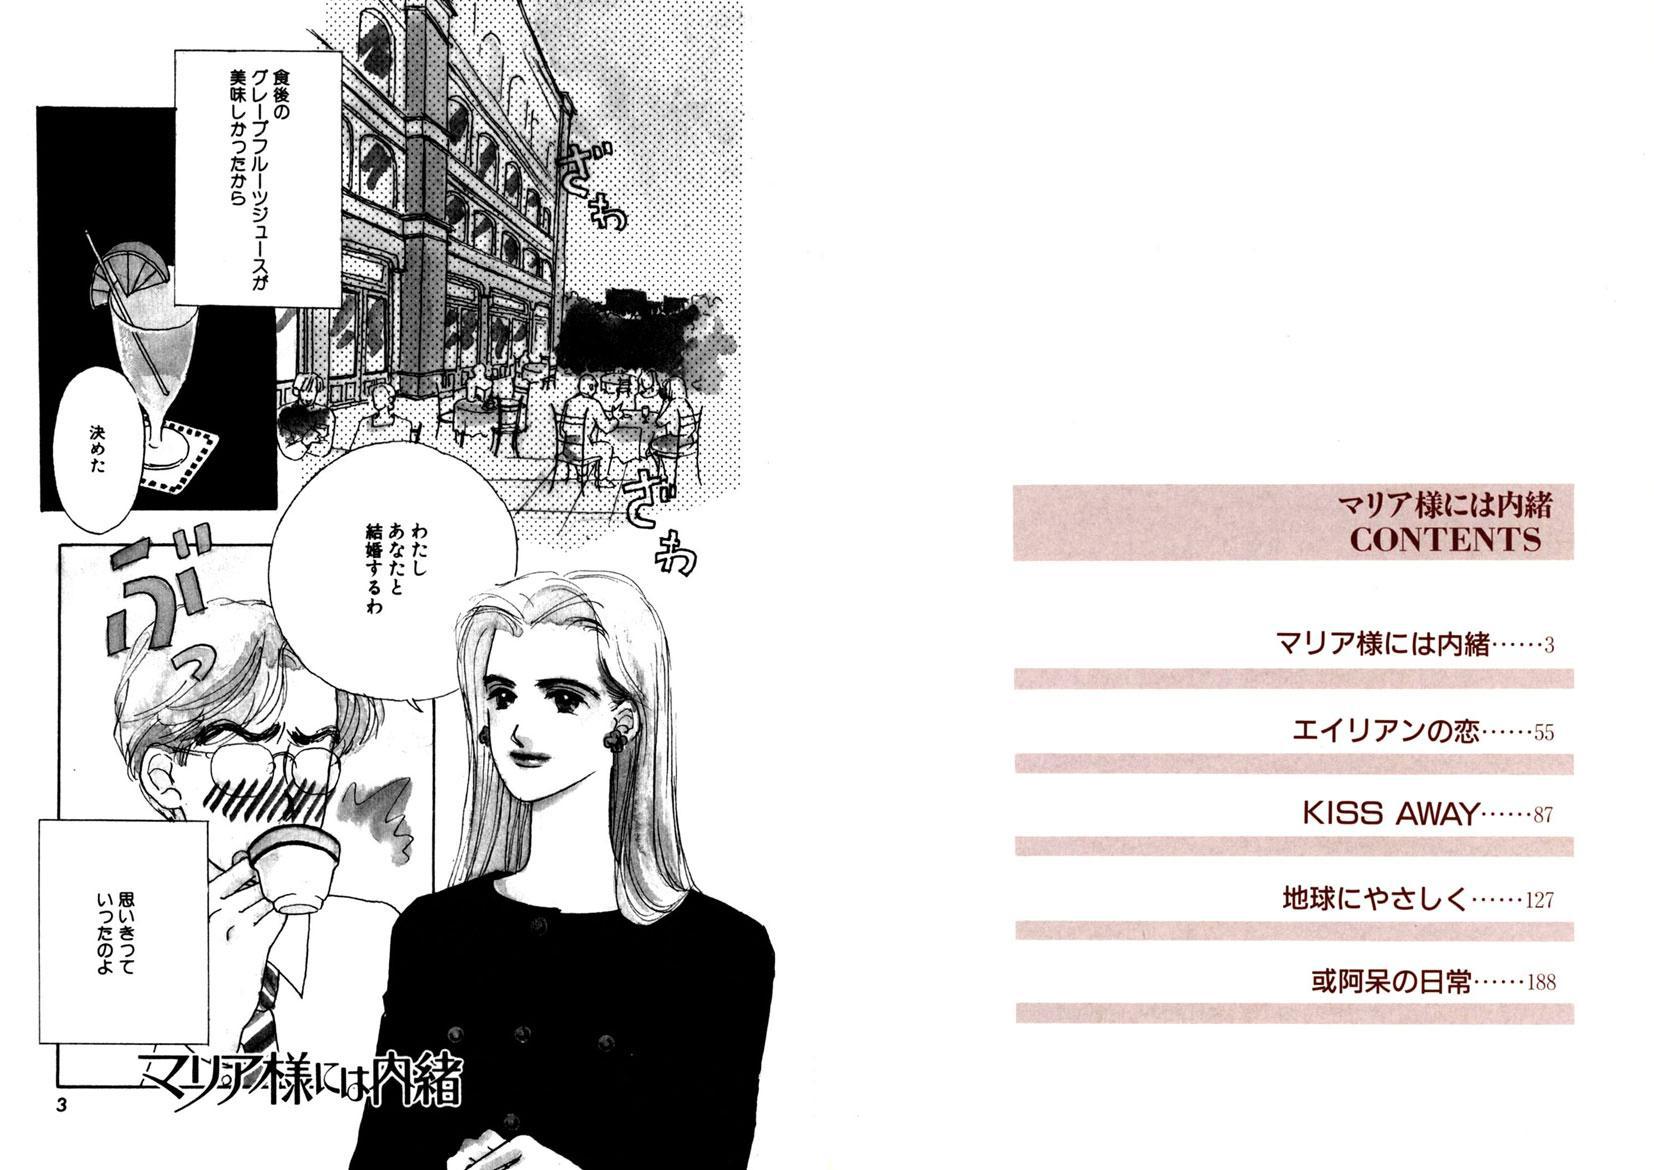 マリア様には内緒
CONTENTS
マリア様には内緒……3
エイリアンの恋……55
KISS AWAY……87
地球にやさしく……127
或阿呆の日常……188
食後の
グレープフルーツジュースが
美味しかったから
ざわ
ざわ
決めた
わたし
あなたと
結婚するわ
ぶっ
思いきって
いったのよ
マリア様には内緒
3